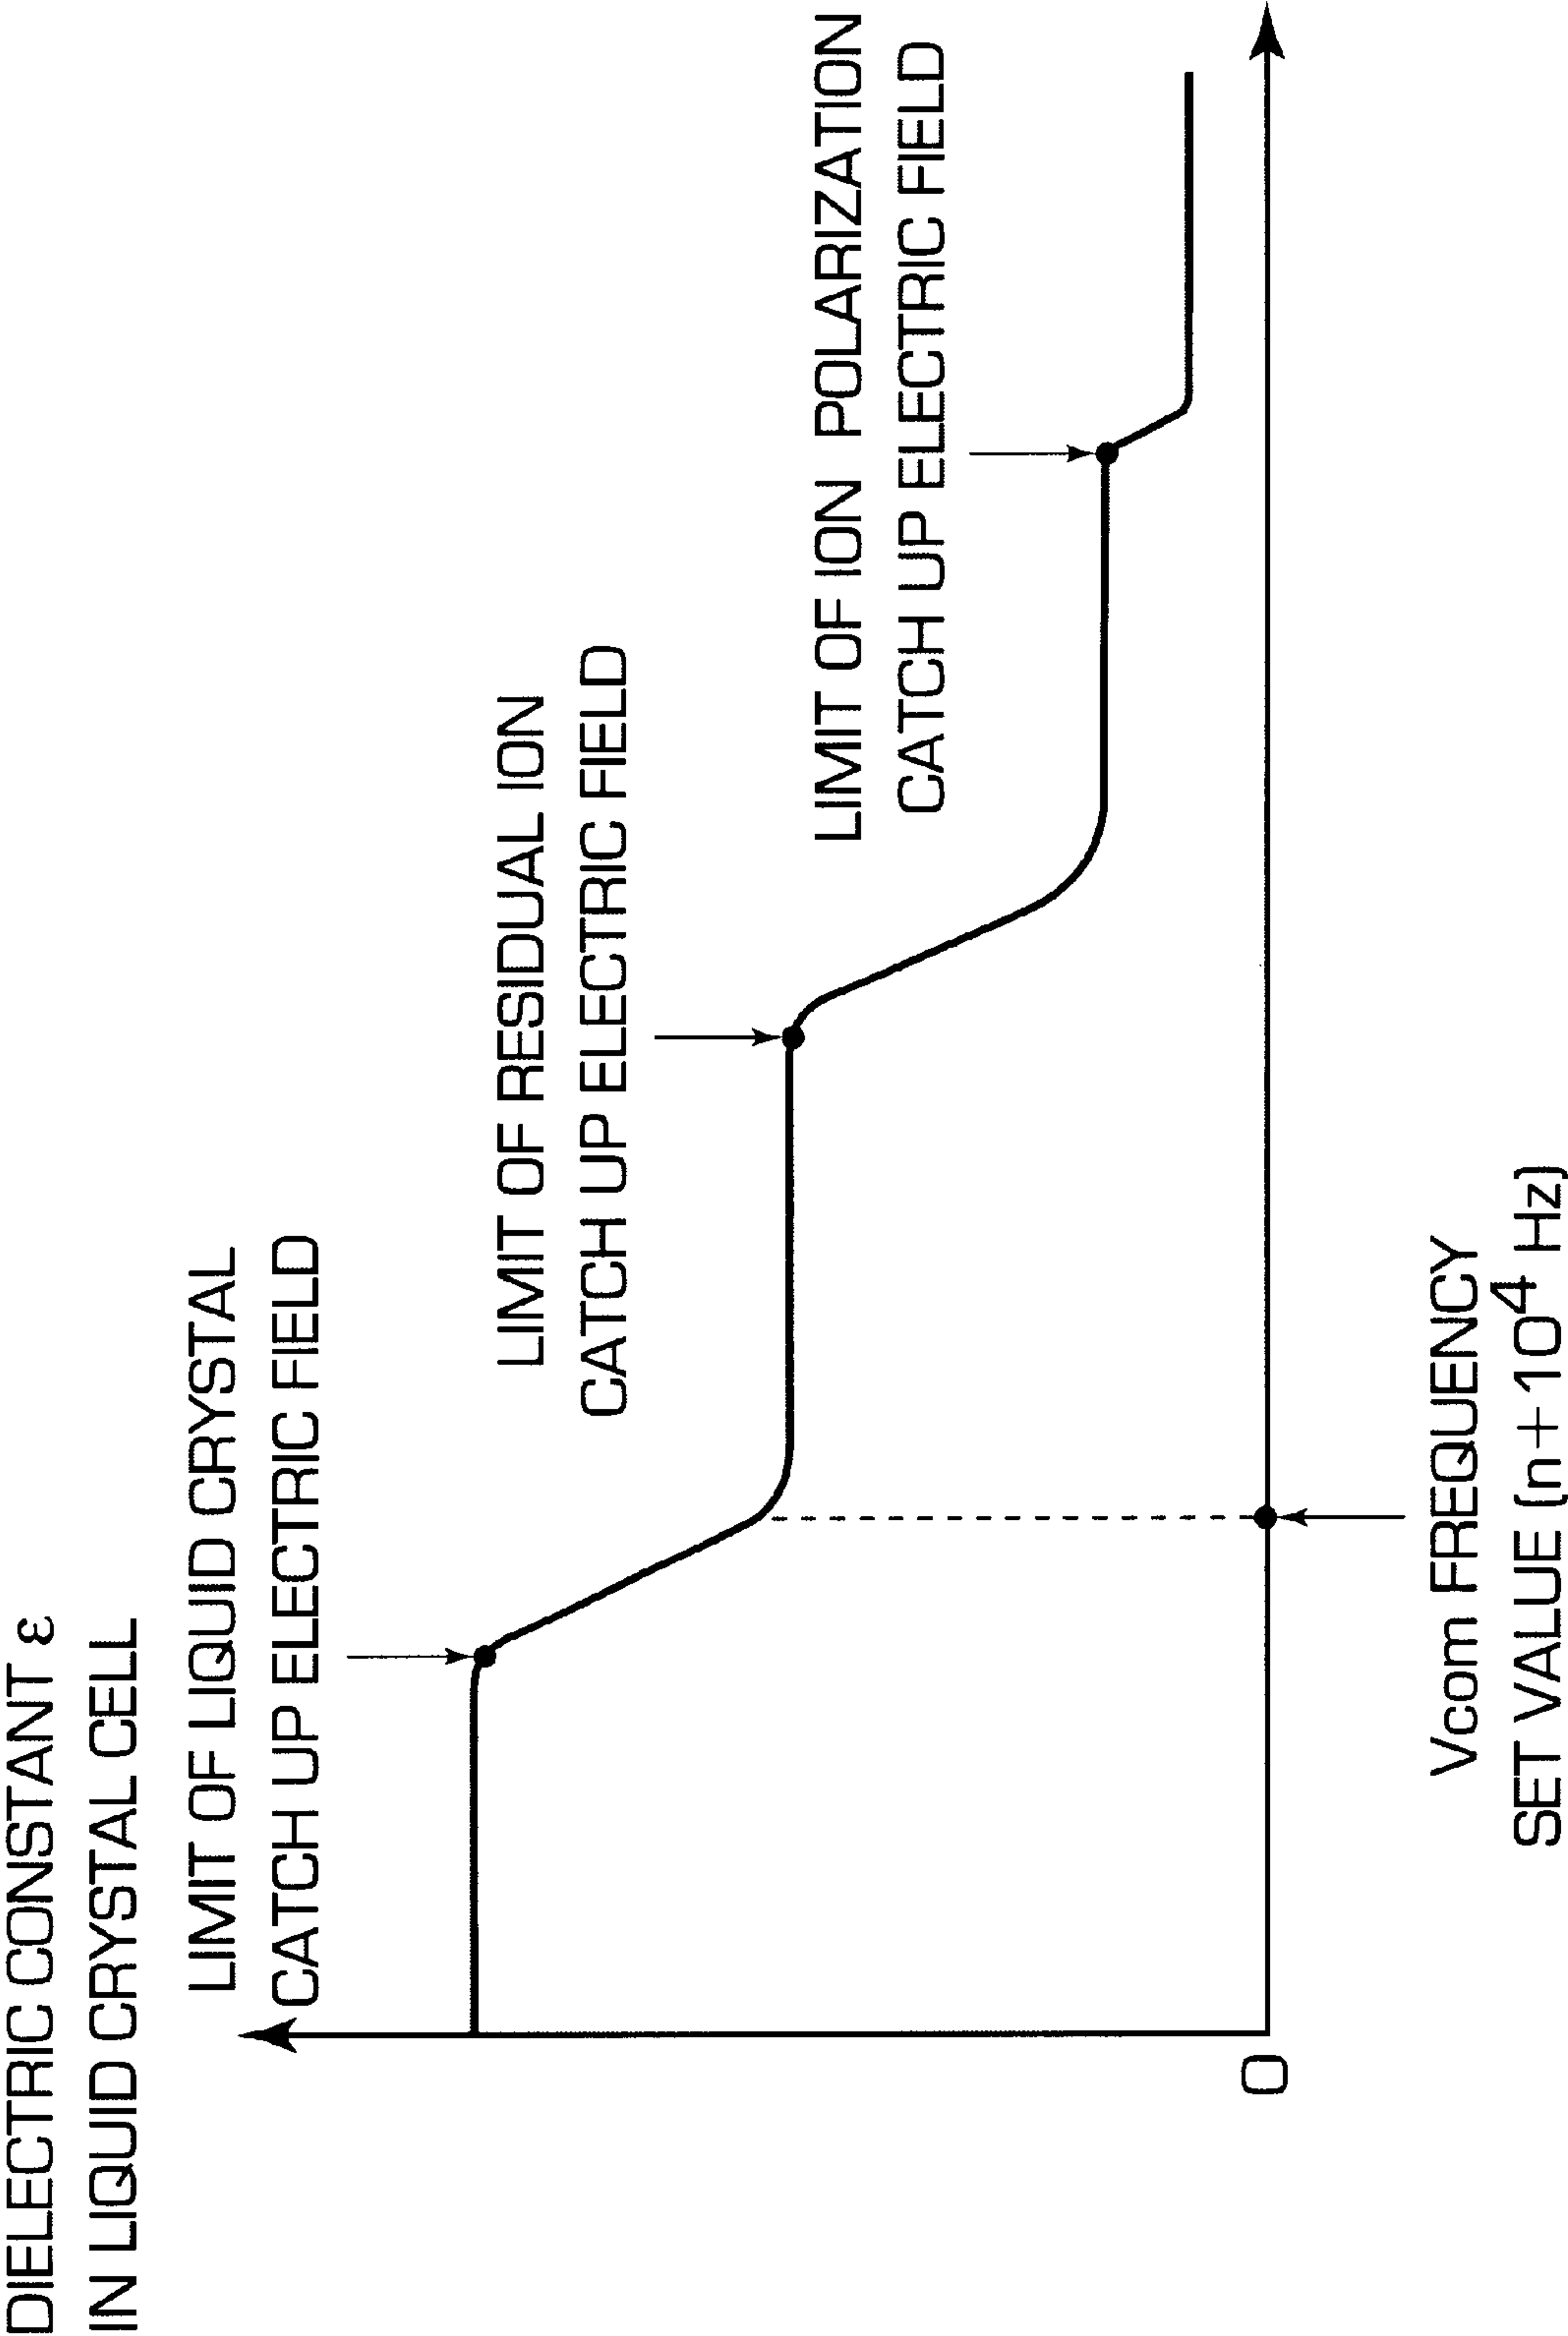 DIELECTRIC CONSTANT ε
IN LIQUID CRYSTAL CELL
LIMIT OF LIQUID CRYSTAL
CATCH UP ELECTRIC FIELD
LIMIT OF RESIDUAL ION
CATCH UP ELECTRIC FIELD
LIMIT OF ION POLARIZATION
CATCH UP ELECTRIC FIELD
0
Vcom FREQUENCY
SET VALUE (n+10⁴ Hz)